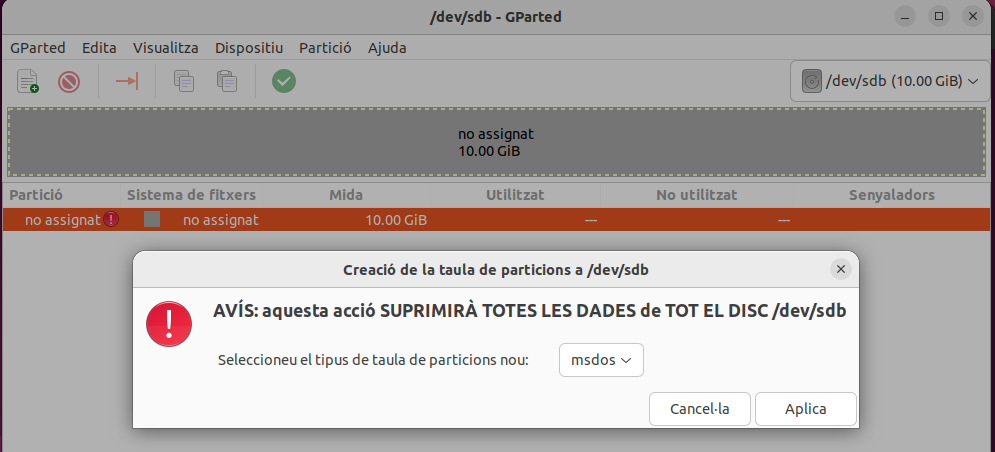 /dev/sdb - GParted
GParted Edita Visualitza Dispositiu Partició Ajuda
/dev/sdb (10.00 GiB)
no assignat
10.00 GiB
Partició Sistema de fitxers Mida Utilitzat No utilitzat Senyaladors
no assignat no assignat 10.00 GiB --- ---
Creació de la taula de particions a /dev/sdb
AVÍS: aquesta acció SUPRIMIRÀ TOTES LES DADES de TOT EL DISC /dev/sdb
Seleccioneu el tipus de taula de particions nou: msdos
Cancel·la Aplica